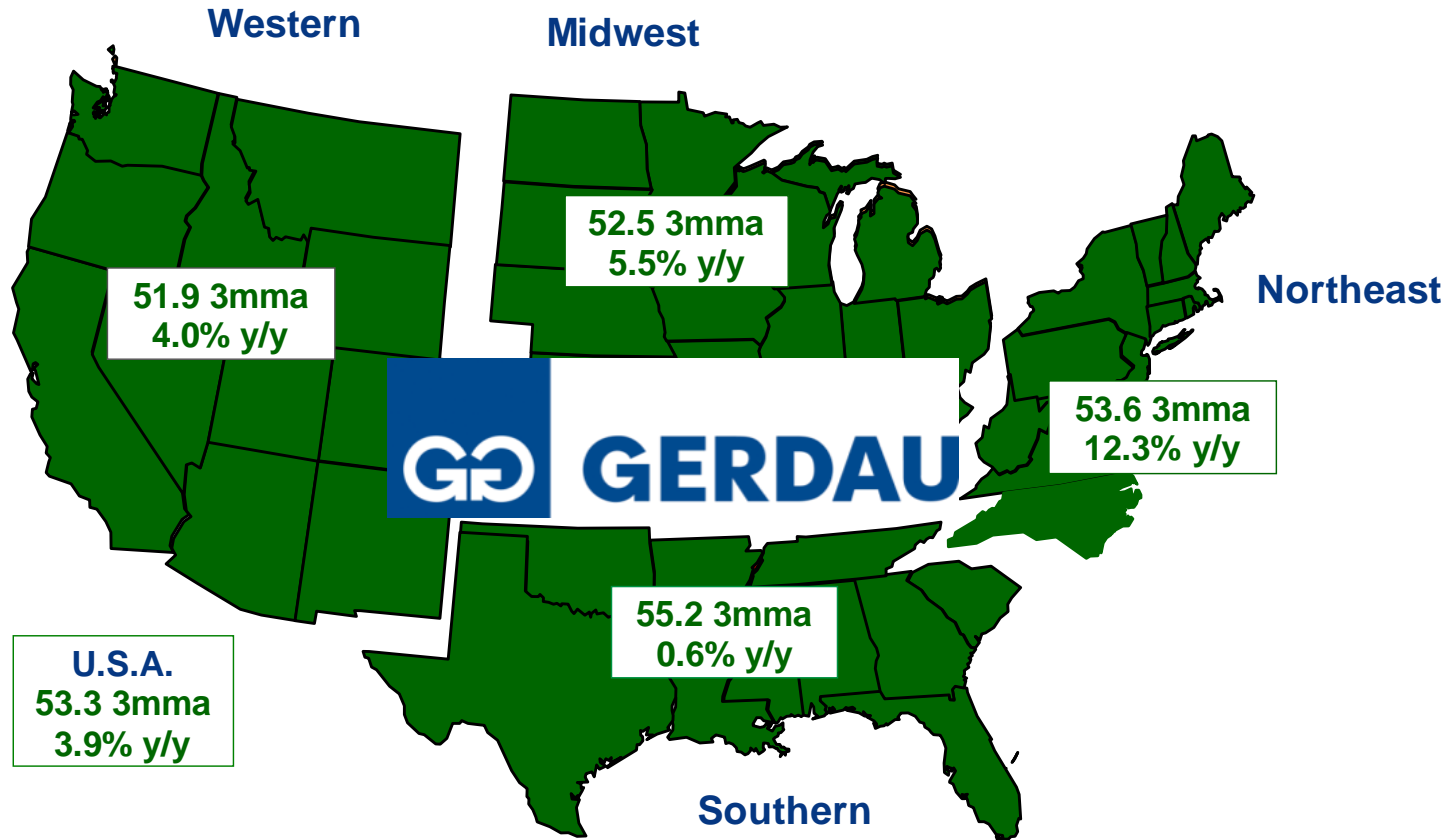 Western
Midwest
52.5 3mma
5.5% y/y
51.9 3mma
4.0% y/y
Northeast
53.6 3mma
12.3% y/y
GG GERDAU
55.2 3mma
0.6% y/y
U.S.A.
53.3 3mma
3.9% y/y
Southern